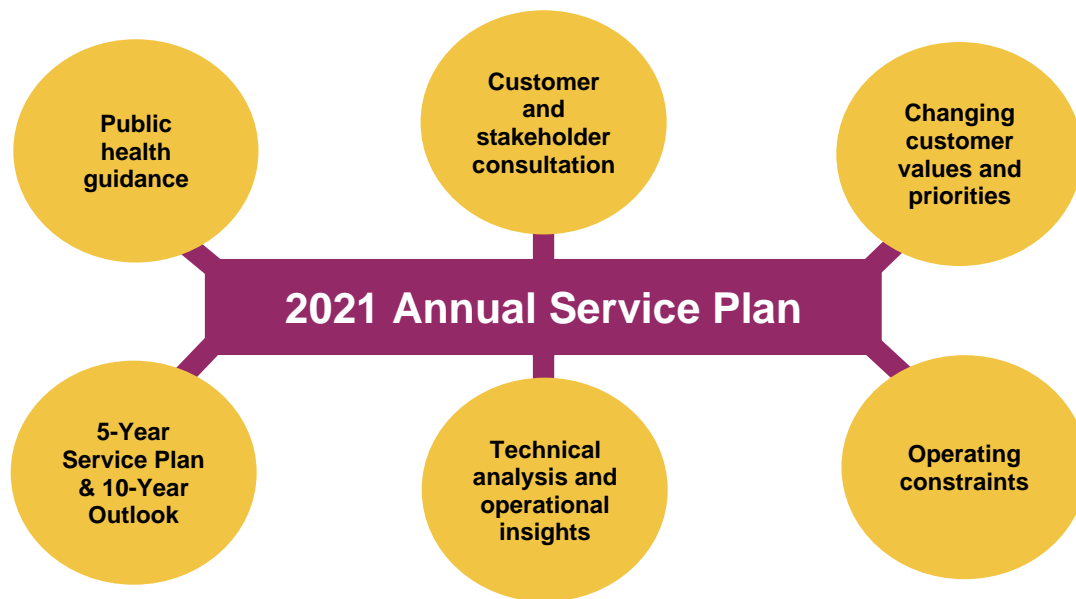 Public
health
guidance
Customer
and
stakeholder
consultation
Changing
customer
values and
priorities
2021 Annual Service Plan
5-Year
Service Plan
& 10-Year
Outlook
Technical
analysis and
operational
insights
Operating
constraints